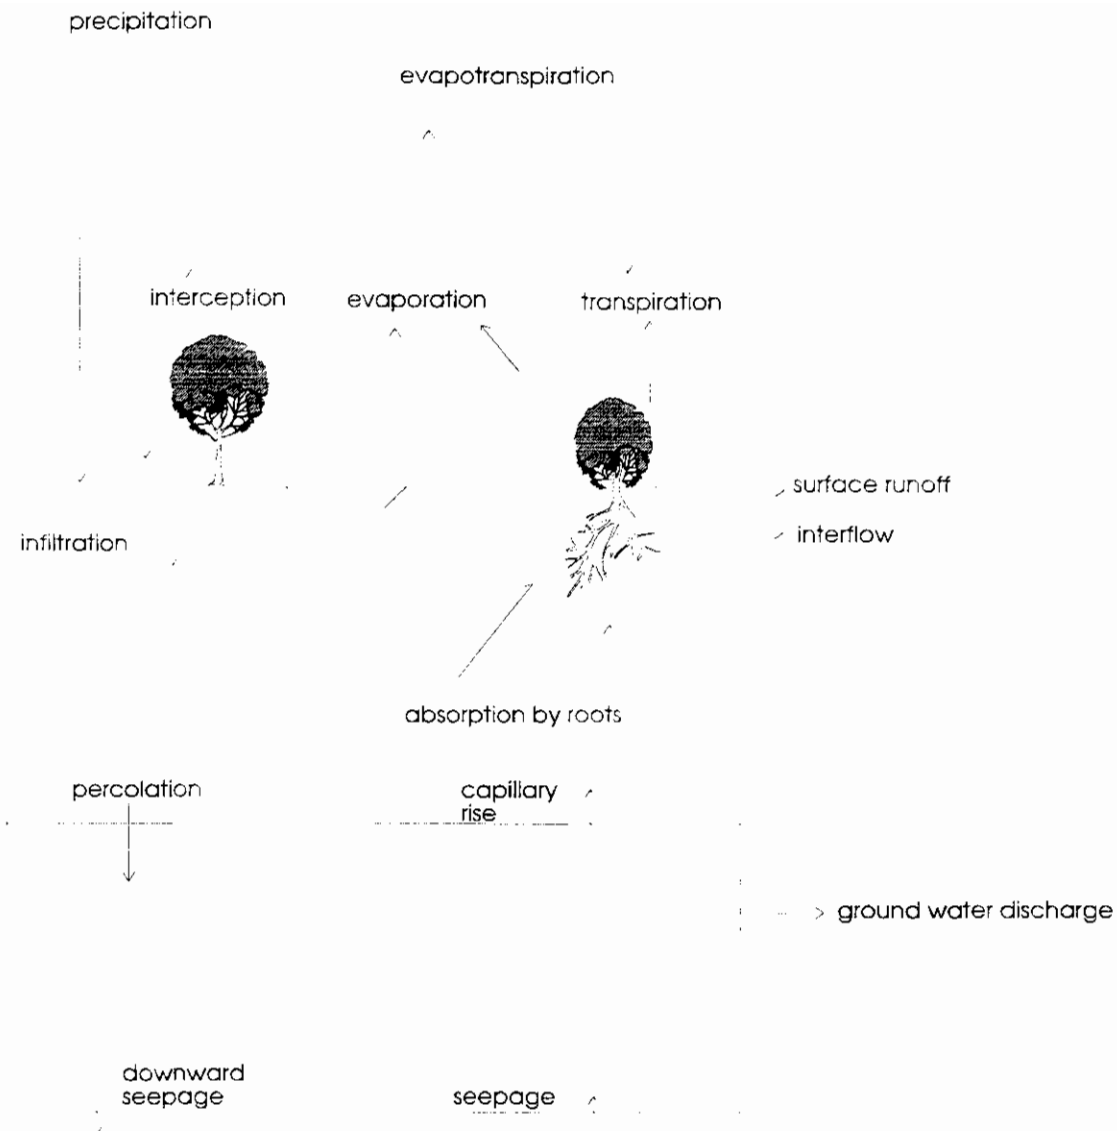 precipitation
evapotranspiration
interception
evaporation
transpiration
surface runoff
infiltration
interflow
absorption by roots
percolation
capillary
rise
ground water discharge
downward
seepage
seepage